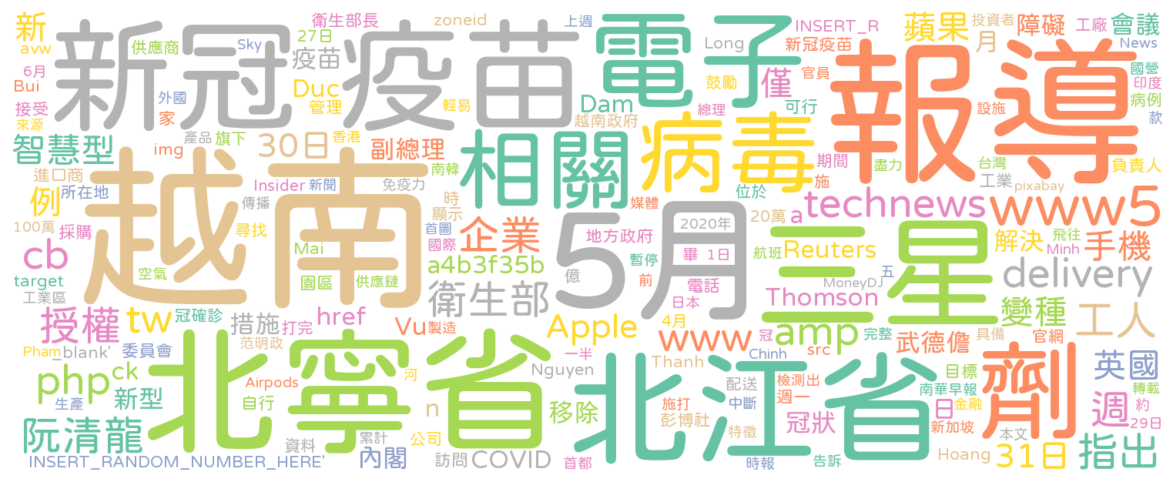 新 衛生部長 zoneid 上週 INSERT_R 蘋果 投資者 障礙 工廠 會議
avw 供應商 Sky 27日 Long 新冠疫苗 月 News
新冠疫苗 電子 報導
6月 疫苗 鼓勵 僅 官員 國營
Bui 外國 Duc 總理 印度
接受 家 管理 輕易 Dam 可行 設施 病例 款
來源 產品 旗下 香港 越南政府 約
智慧型 img 30日 副總理 南韓 相關 病毒 期間 盡力 台灣 負責人
進口商 Insider 新聞 免疫力 時 媒體 位於 施 工業 pixabay
例 所在地 傳播 顯示 首圖 2020年 20萬 a technews www5
越南 5月 三星
100萬 採購 尋找 國際 企業 地方政府 航班 Reuters 解決 飛往 手機
cb Mai a4b3f35b 暫停 畢 1日 五 Minh
target 空氣 園區 供應鏈 億 前 電話 MoneyDJ delivery
工業區 衛生部 日本 Thomson 變種 工人
授權 tw 冠確診 措施 打完 href Vu 製造 Apple 4月 www 冠 amp 完整 具備 官網
北寧省 北江省 劑
Pham blank' 委員會 范明政 一半 Thanh Chinh src 武德儋 英國
php ck Airpods 河 Nguyen 配送 檢測出 目標 南華早報 轉載
生產 新型 自行 n 移除 施打 中斷 週一 日 金融 週
阮清龍 資料 累計 公司 彭博社 特徵 冠狀 新加坡 29日
INSERT_RANDOM_NUMBER_HERE' 內閣 訪問 COVID 首都 時報 告訴 Hoang 本文 31日 指出